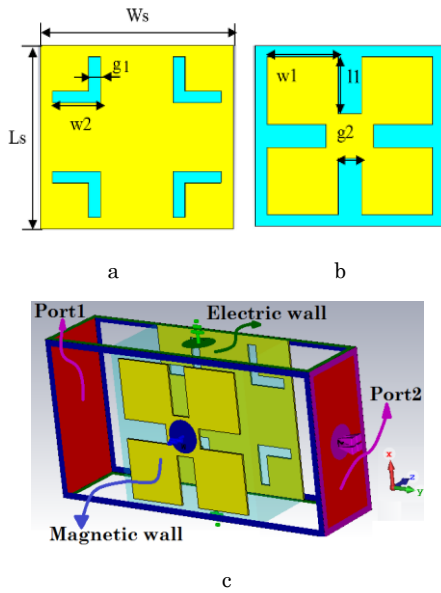 Ws
g1
w2
Ls
w1
l1
g2
a
b
Port1
Electric wall
Port2
Magnetic wall
x
z
y
c